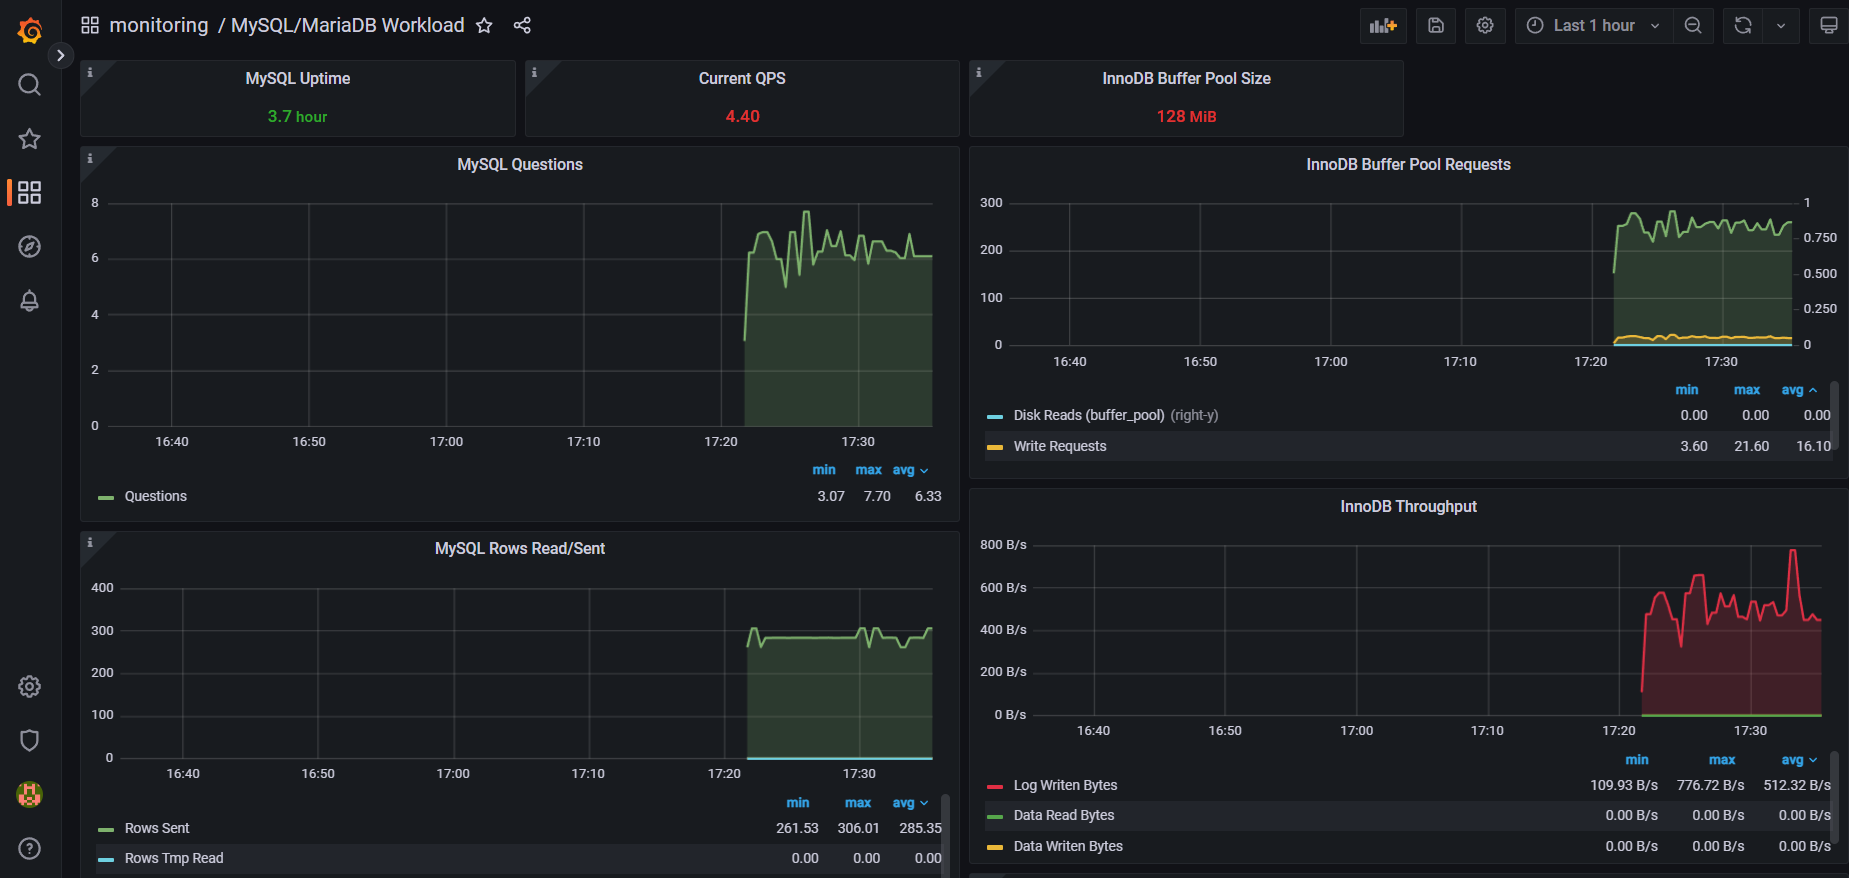 monitoring / MySQL/MariaDB Workload
Last 1 hour
MySQL Uptime
3.7 hour
Current QPS
4.40
InnoDB Buffer Pool Size
128 MiB
MySQL Questions
8
6
4
2
0
16:40 16:50 17:00 17:10 17:20 17:30
min max avg
Questions 3.07 7.70 6.33
InnoDB Buffer Pool Requests
300 1
200 0.750
0.500
100 0.250
0 0
16:40 16:50 17:00 17:10 17:20 17:30
min max avg
Disk Reads (buffer_pool) (right-y) 0.00 0.00 0.00
Write Requests 3.60 21.60 16.10
MySQL Rows Read/Sent
400
300
200
100
0
16:40 16:50 17:00 17:10 17:20 17:30
min max avg
Rows Sent 261.53 306.01 285.35
Rows Tmp Read 0.00 0.00 0.00
InnoDB Throughput
800 B/s
600 B/s
400 B/s
200 B/s
0 B/s
16:40 16:50 17:00 17:10 17:20 17:30
min max avg
Log Writen Bytes 109.93 B/s 776.72 B/s 512.32 B/s
Data Read Bytes 0.00 B/s 0.00 B/s 0.00 B/s
Data Writen Bytes 0.00 B/s 0.00 B/s 0.00 B/s